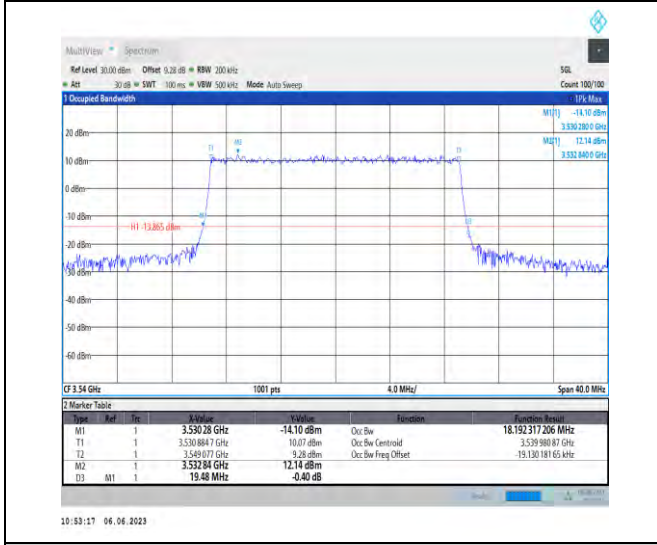 MultiView Spectrum
Ref Level 30.00 dBm Offset 9.28 dB RBW 200 kHz SGL
Att 30 dB SWT 100 ms VBW 500 kHz Mode Auto Sweep Count 100/100
1 Occupied Bandwidth 1Pk Max
M1[1] -14.10 dBm
3.530 280 0 GHz
M2[1] 12.14 dBm
3.532 840 0 GHz
20 dBm
T1 M2 T2
10 dBm
0 dBm
-10 dBm
H1 -13.865 dBm
-20 dBm
-40 dBm
-50 dBm
-60 dBm
CF 3.54 GHz 1001 pts 4.0 MHz/ Span 40.0 MHz
2 Marker Table
Type Ref Trc X-Value Y-Value Function Function Result
M1 1 3.530 28 GHz -14.10 dBm Occ Bw 18.192 317 206 MHz
T1 1 3.530 884 7 GHz 10.07 dBm Occ Bw Centroid 3.539 980 87 GHz
T2 1 3.549 077 GHz 9.28 dBm Occ Bw Freq Offset -19.130 181 65 kHz
M2 1 3.532 84 GHz 12.14 dBm
D3 M1 1 19.48 MHz -0.40 dB
10:53:17 06.06.2023